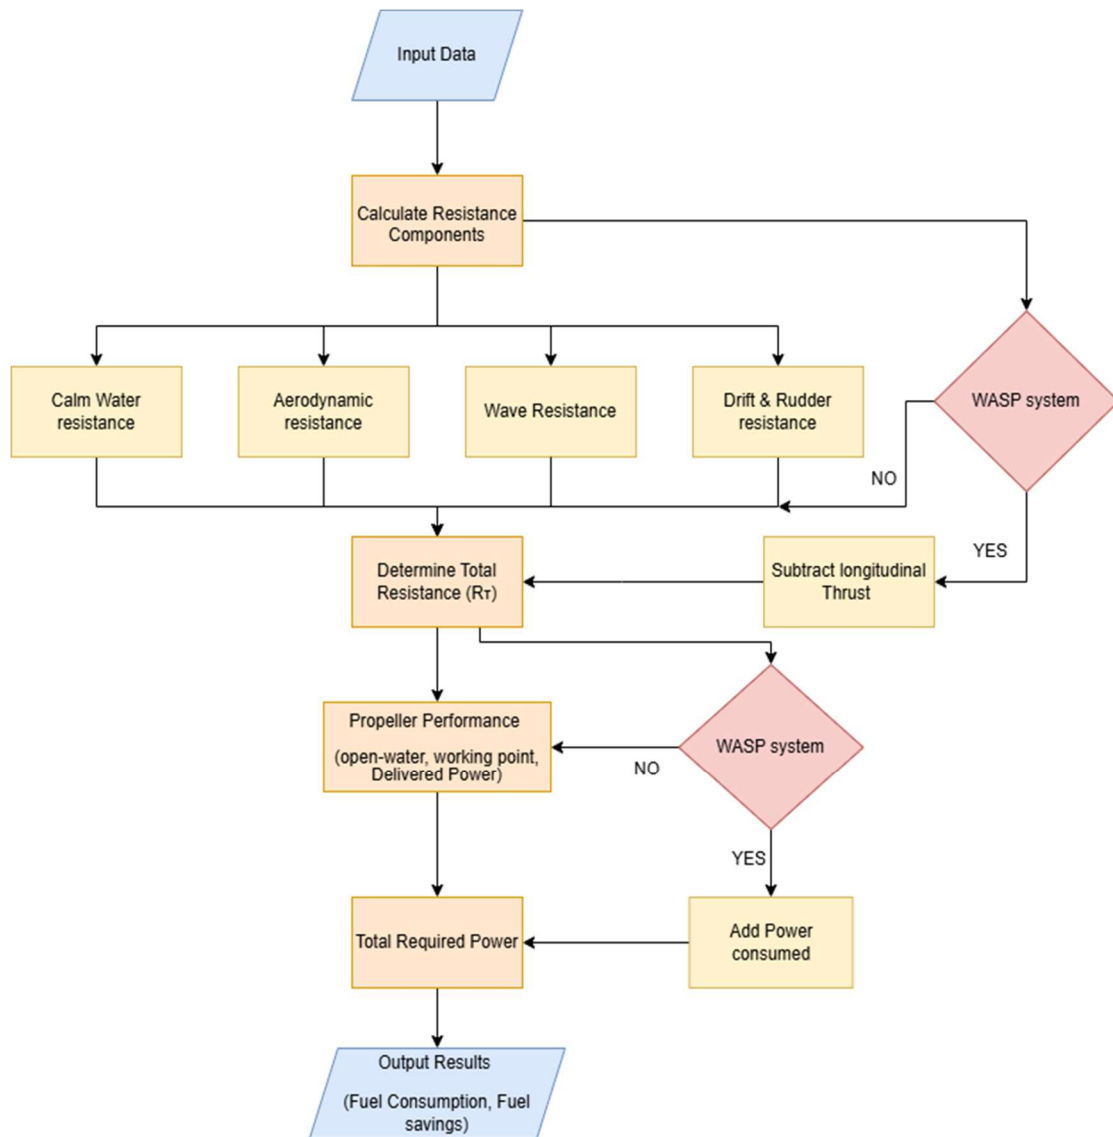 Input Data
Calculate Resistance
Components
Calm Water
resistance
Aerodynamic
resistance
Wave Resistance
Drift & Rudder
resistance
WASP system
NO
YES
Determine Total
Resistance (RT)
Subtract longitudinal
Thrust
Propeller Performance
(open-water, working point,
Delivered Power)
WASP system
NO
YES
Total Required Power
Add Power
consumed
Output Results
(Fuel Consumption, Fuel
savings)